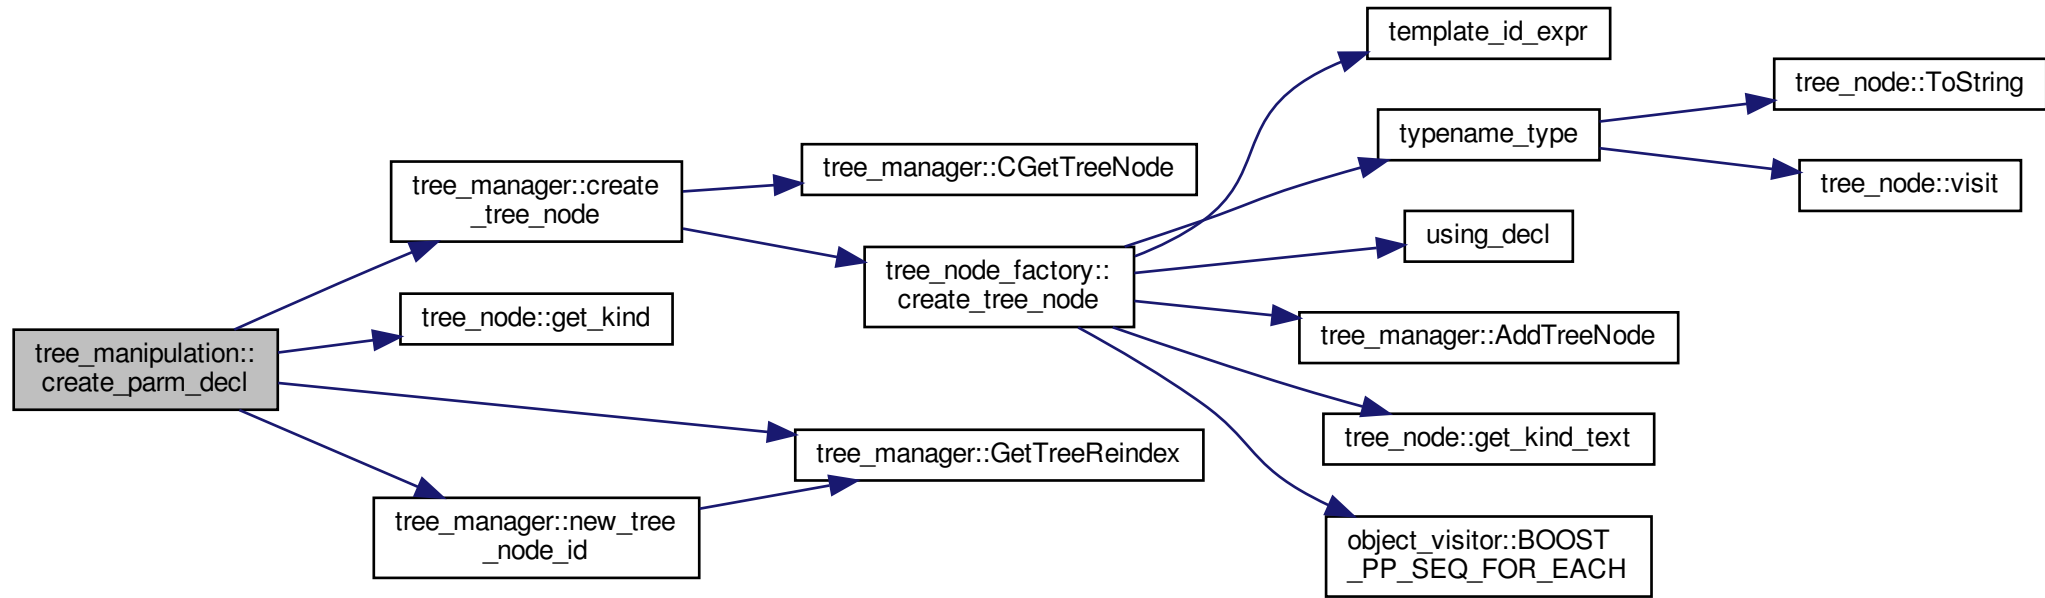 tree_manipulation::
create_parm_decl
tree_manager::create
_tree_node
tree_node::get_kind
tree_manager::new_tree
_node_id
tree_manager::CGetTreeNode
tree_node_factory::
create_tree_node
tree_manager::GetTreeReindex
template_id_expr
typename_type
using_decl
tree_manager::AddTreeNode
tree_node::get_kind_text
object_visitor::BOOST
_PP_SEQ_FOR_EACH
tree_node::ToString
tree_node::visit